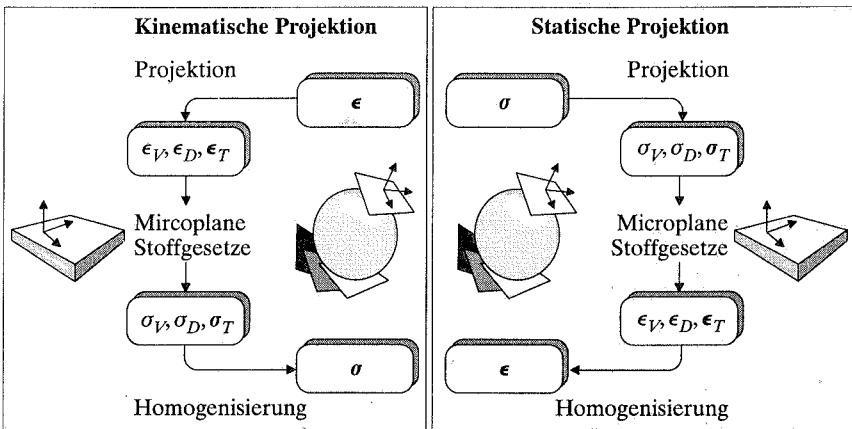 Kinematische Projektion
Projektion
ϵ
ϵ_V, ϵ_D, ϵ_T
Mircoplane
Stoffgesetze
σ_V, σ_D, σ_T
σ
Homogenisierung
Statische Projektion
Projektion
σ
σ_V, σ_D, σ_T
Microplane
Stoffgesetze
ϵ_V, ϵ_D, ϵ_T
ϵ
Homogenisierung